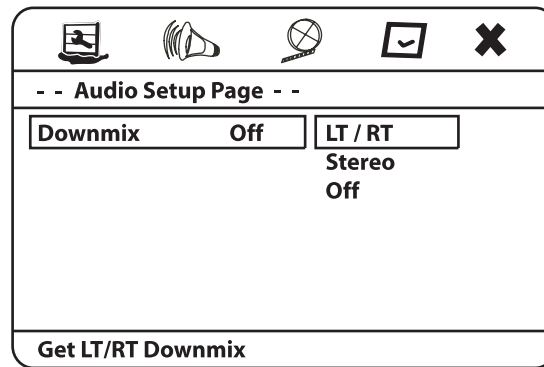 - - Audio Setup Page - -
Downmix Off LT / RT
Stereo
Off
Get LT/RT Downmix